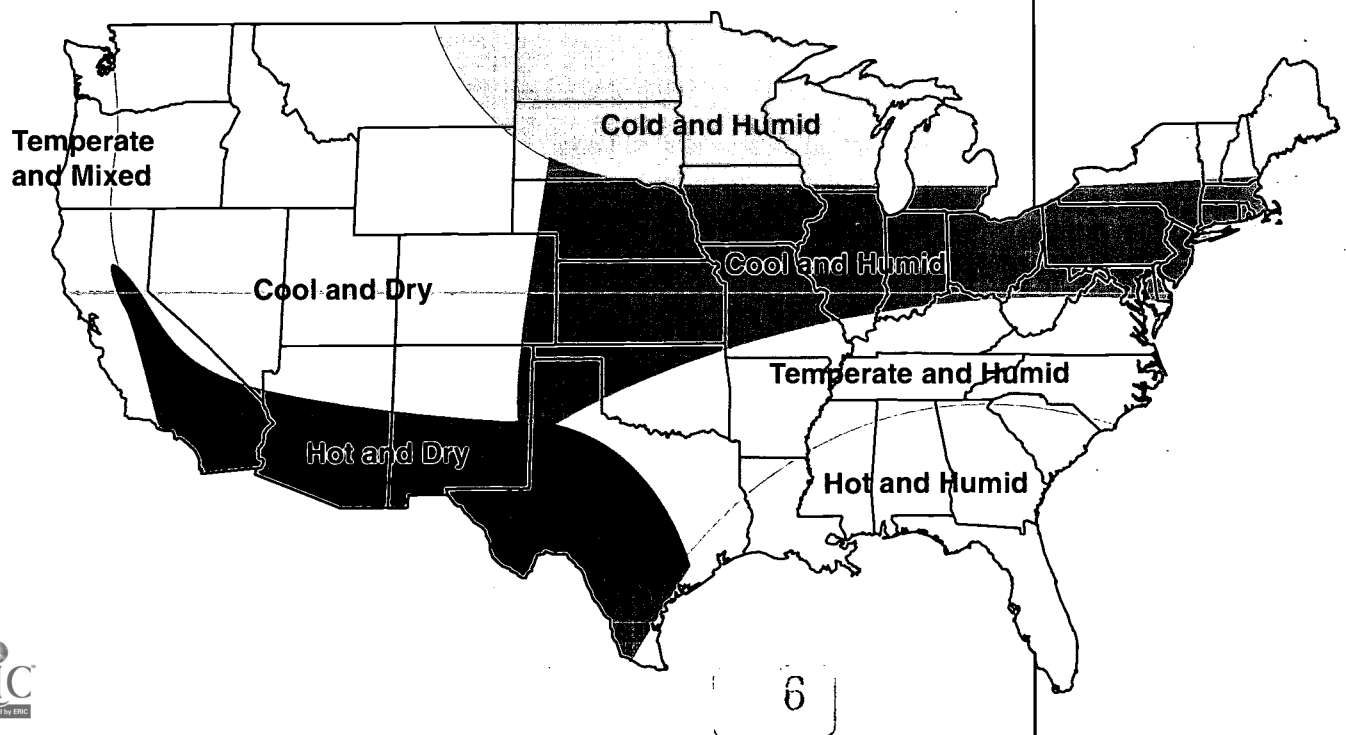 Cold and Humid
Temperate
and Mixed
Cool and Humid
Cool and Dry
Temperate and Humid
Hot and Dry
Hot and Humid
6